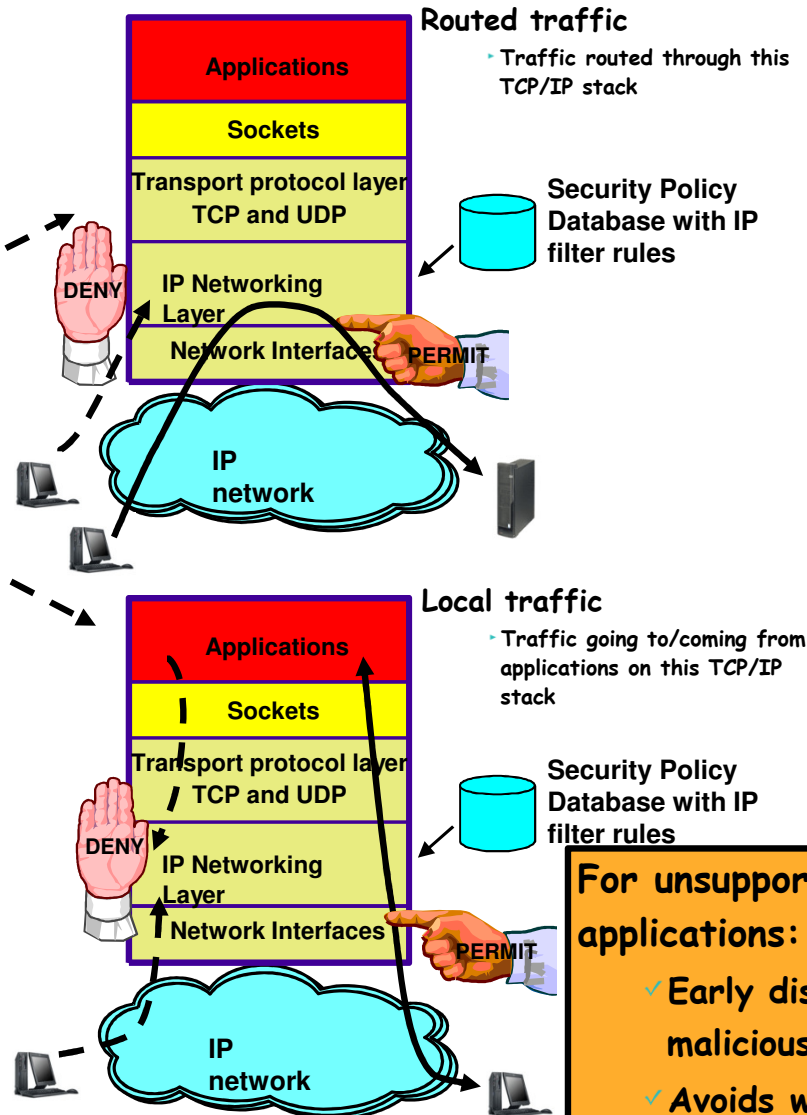 Routed traffic
Traffic routed through this
TCP/IP stack
Applications
Sockets
Transport protocol layer
TCP and UDP
Security Policy
Database with IP
filter rules
DENY
IP Networking
Layer
Network Interfaces
PERMIT
IP
network
Local traffic
Traffic going to/coming from
applications on this TCP/IP
stack
Applications
Sockets
Transport protocol layer
TCP and UDP
Security Policy
Database with IP
filter rules
DENY
IP Networking
Layer
Network Interfaces
PERMIT
IP
network
For
applications:
Early
Avoids